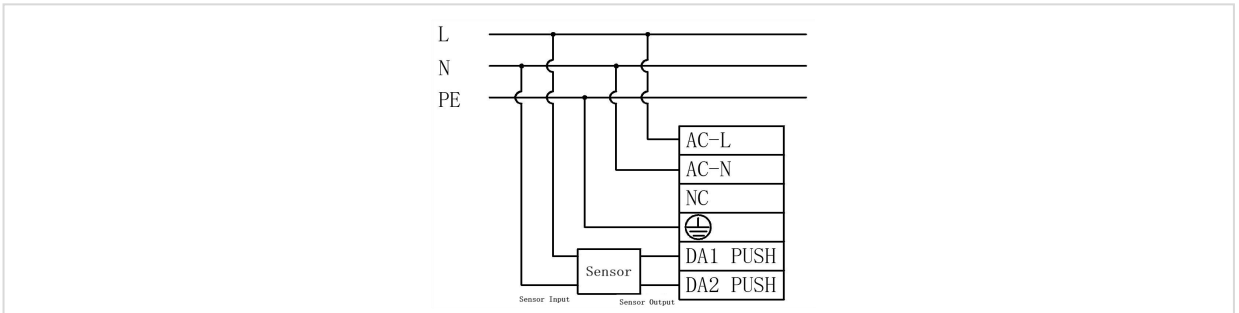 L
N
PE
AC-L
AC-N
NC
DA1 PUSH
Sensor
DA2 PUSH
Sensor Input
Sensor Output